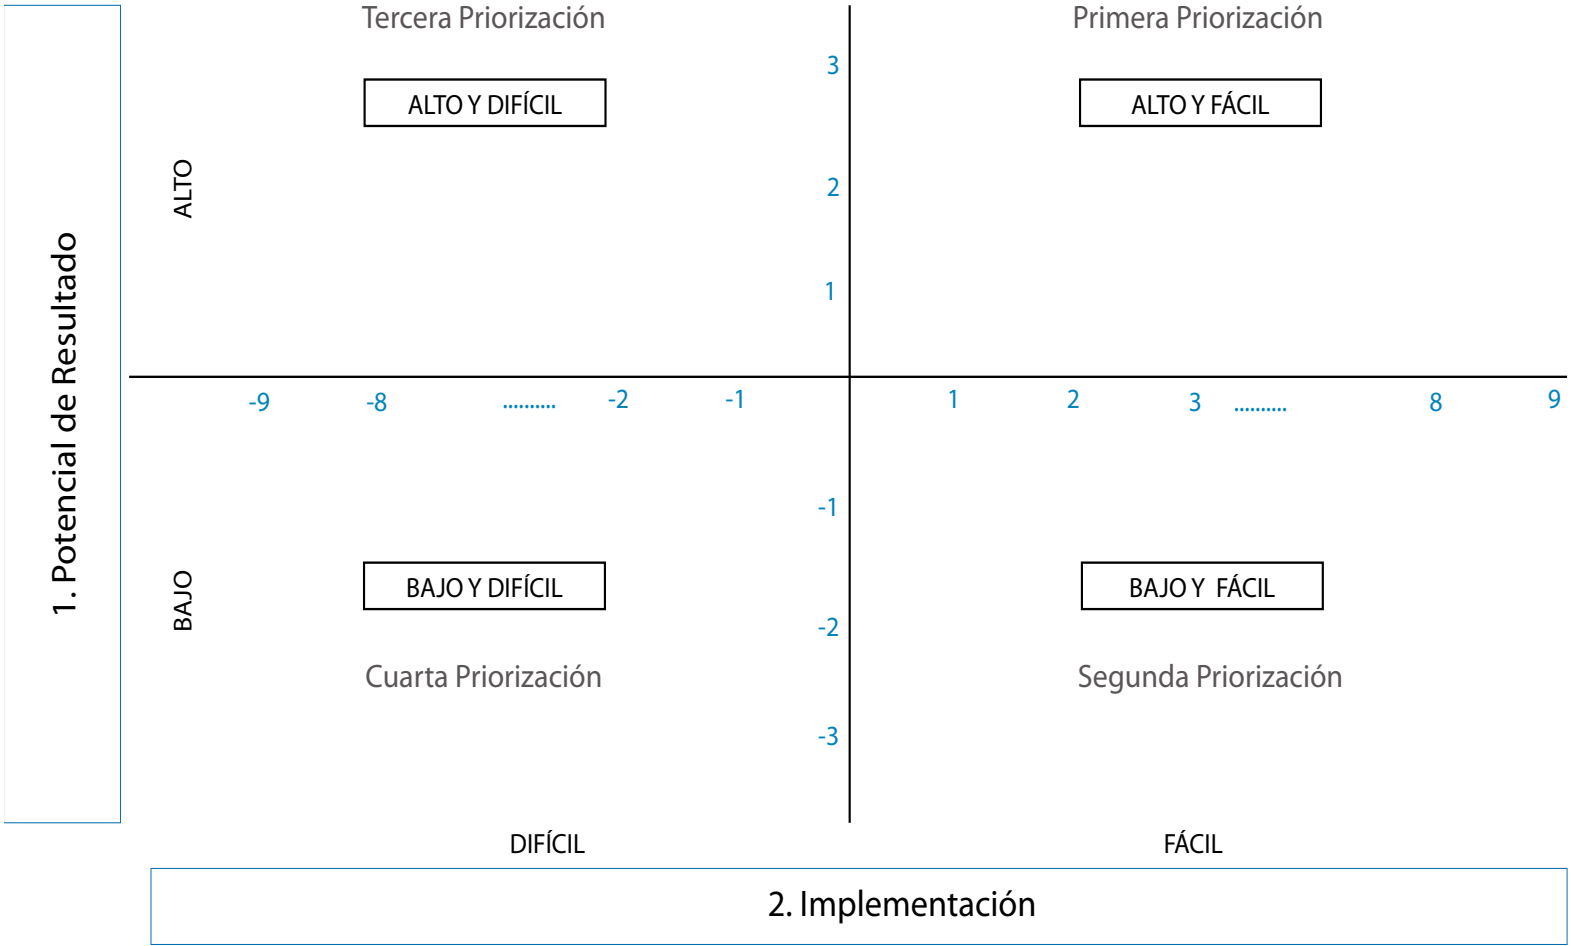 Tercera Priorización
Primera Priorización
3
ALTO Y DIFÍCIL
ALTO Y FÁCIL
ALTO
2
1
1. Potencial de Resultado
-9
-8
..........
-2
-1
1
2
3
..........
8
9
-1
BAJO
BAJO Y DIFÍCIL
BAJO Y FÁCIL
-2
Cuarta Priorización
Segunda Priorización
-3
DIFÍCIL
FÁCIL
2. Implementación